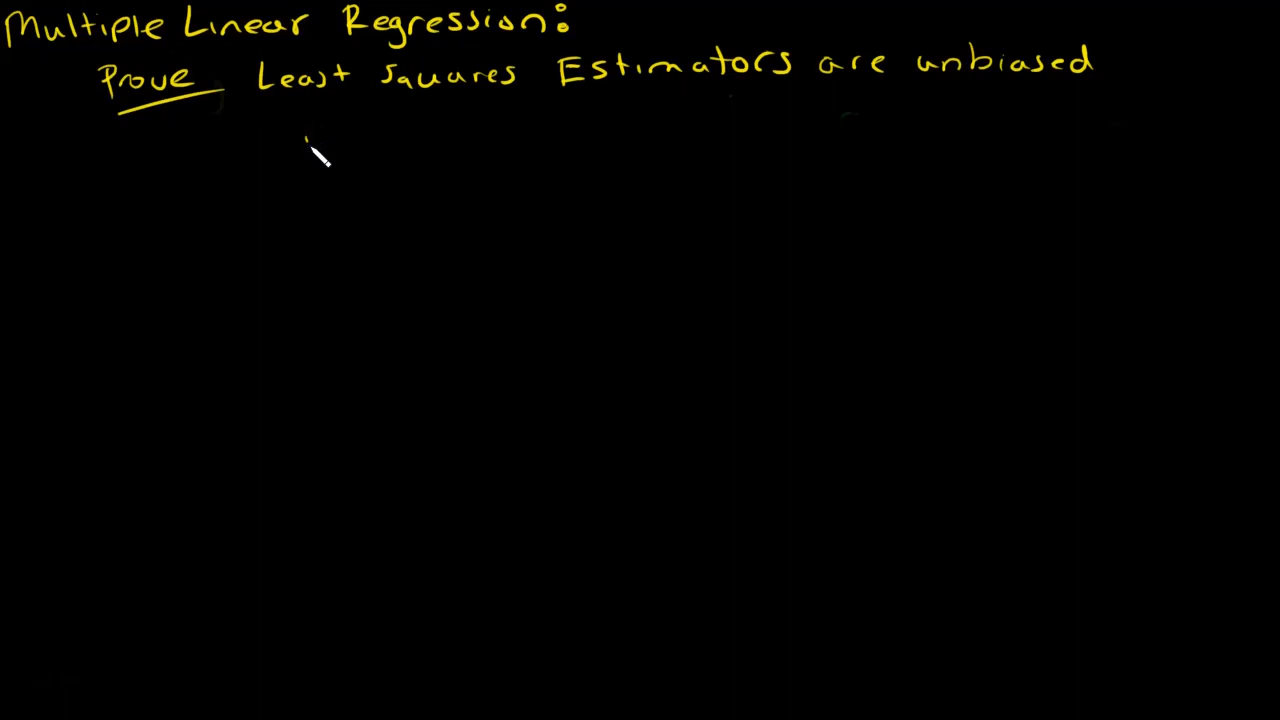 Multiple Linear Regression:
Prove Least Squares Estimators are unbiased